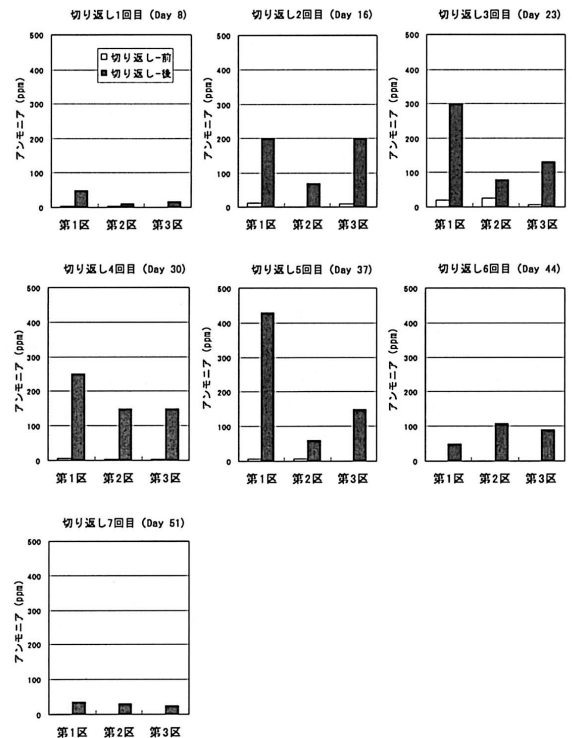 切り返し1回目 (Day 8)
500
400
300
200
100
0
アンモニア (ppm)
切り返し-前
切り返し-後
第1区 第2区 第3区
切り返し2回目 (Day 16)
500
400
300
200
100
0
アンモニア (ppm)
第1区 第2区 第3区
切り返し3回目 (Day 23)
500
400
300
200
100
0
アンモニア (ppm)
第1区 第2区 第3区
切り返し4回目 (Day 30)
500
400
300
200
100
0
アンモニア (ppm)
第1区 第2区 第3区
切り返し5回目 (Day 37)
500
400
300
200
100
0
アンモニア (ppm)
第1区 第2区 第3区
切り返し6回目 (Day 44)
500
400
300
200
100
0
アンモニア (ppm)
第1区 第2区 第3区
切り返し7回目 (Day 51)
500
400
300
200
100
0
アンモニア (ppm)
第1区 第2区 第3区